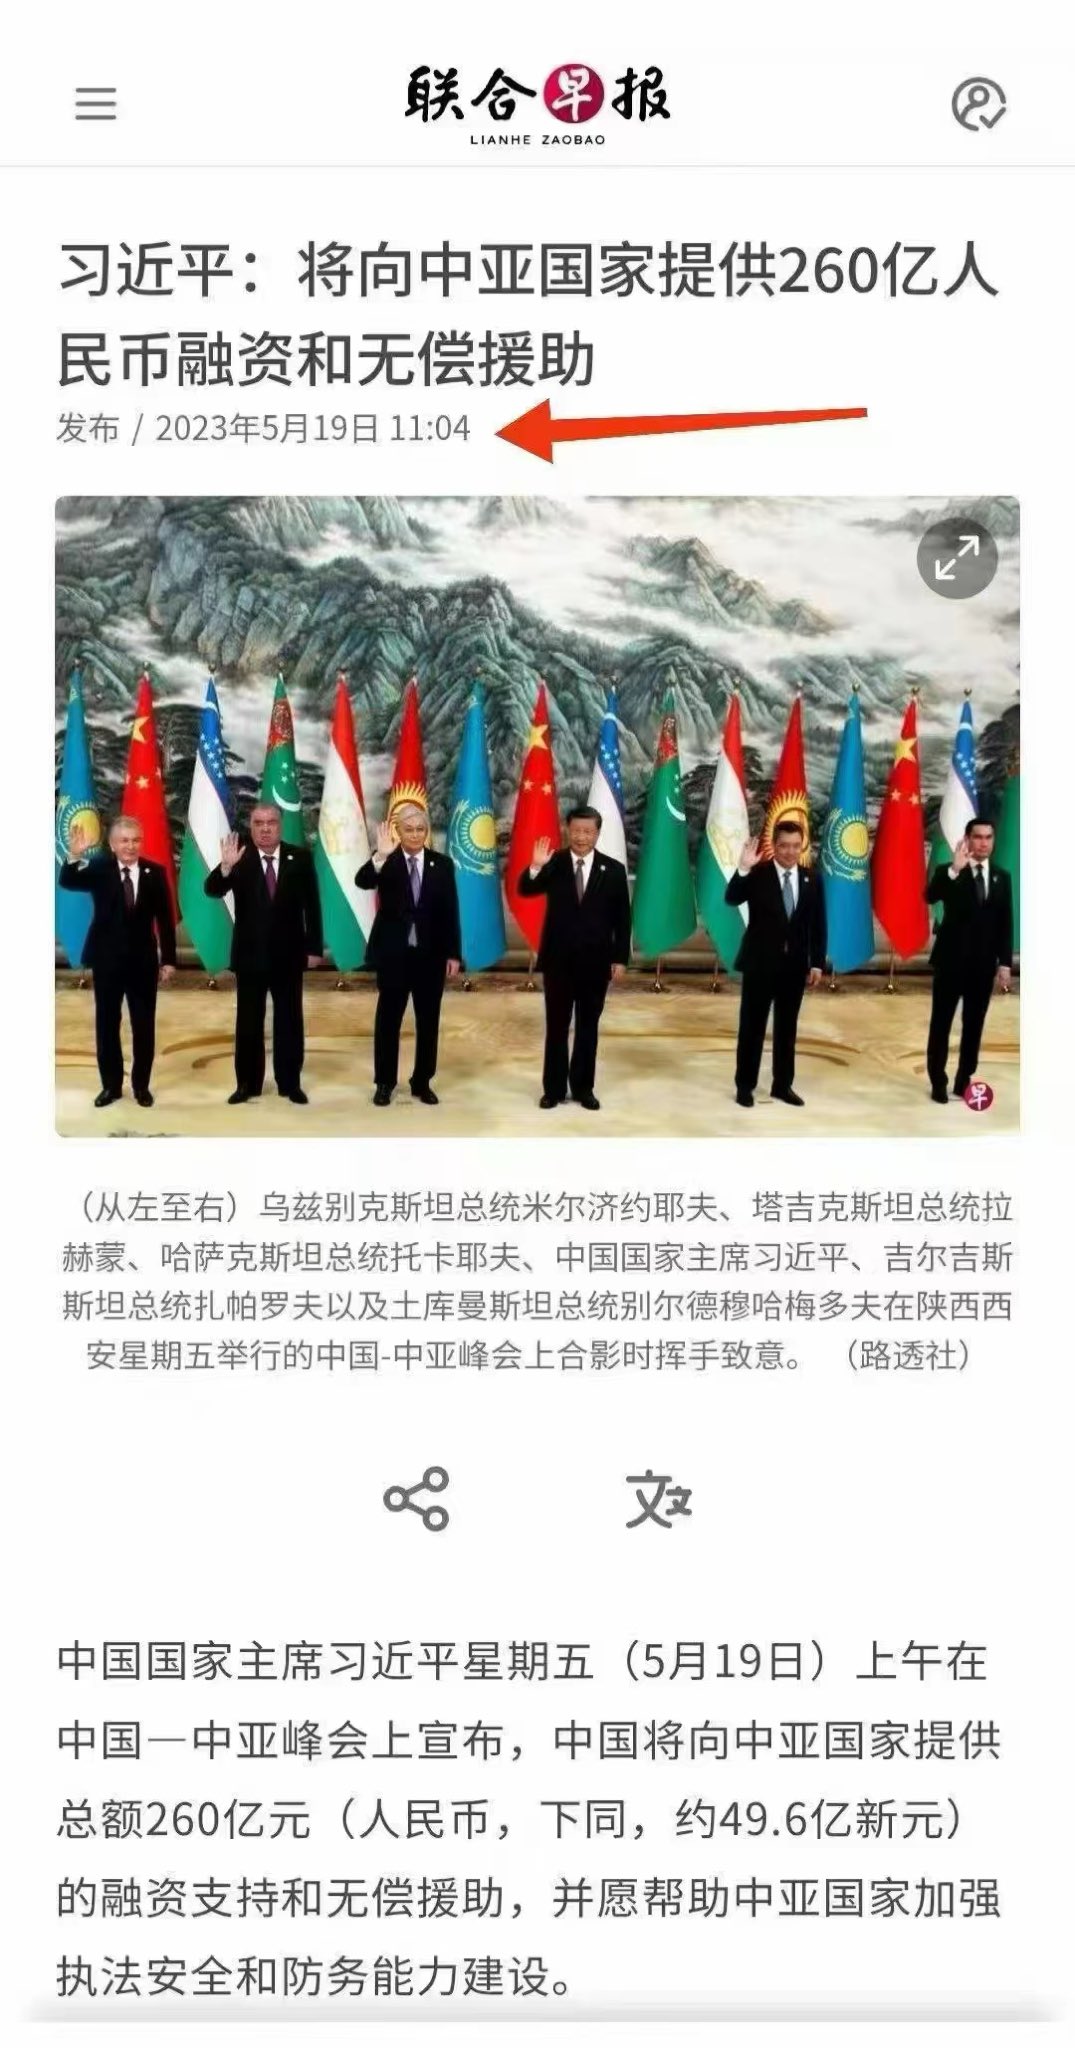 联合早报
LIANHE ZAOBAO
习近平：将向中亚国家提供260亿人
民币融资和无偿援助
发布 / 2023年5月19日 11:04
早
（从左至右）乌兹别克斯坦总统米尔济约耶夫、塔吉克斯坦总统拉
赫蒙、哈萨克斯坦总统托卡耶夫、中国国家主席习近平、吉尔吉斯
斯坦总统扎帕罗夫以及土库曼斯坦总统别尔德穆哈梅多夫在陕西西
安星期五举行的中国-中亚峰会上合影时挥手致意。 （路透社）
中国国家主席习近平星期五（5月19日）上午在
中国—中亚峰会上宣布，中国将向中亚国家提供
总额260亿元（人民币，下同，约49.6亿新元）
的融资支持和无偿援助，并愿帮助中亚国家加强
执法安全和防务能力建设。